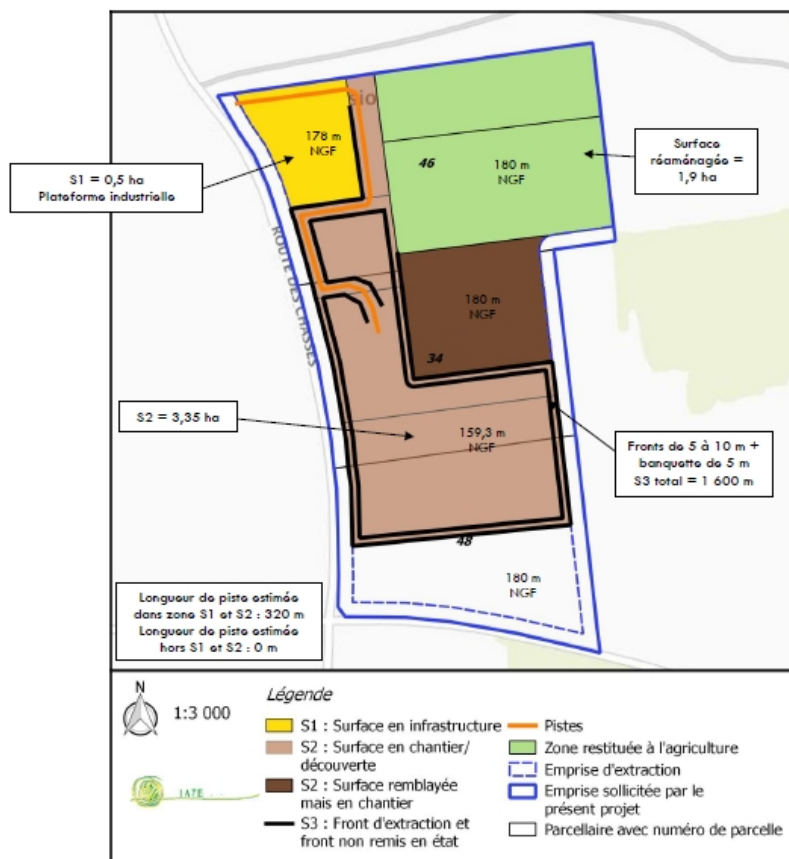 sio
178 m
NGF
46
180 m
NGF
Surface
réaménagée =
1,9 ha
S1 = 0,5 ha
Plateforme industrielle
ROUTE DES CHASSES
180 m
NGF
34
S2 = 3,35 ha
159,3 m
NGF
Fronts de 5 à 10 m +
banquette de 5 m
S3 total = 1 600 m
48
180 m
NGF
Longueur de piste estimée
dans zone S1 et S2 : 320 m
Longueur de piste estimée
hors S1 et S2 : 0 m
N
1:3 000
Légende
S1 : Surface en infrastructure
S2 : Surface en chantier/
découverte
S2 : Surface remblayée
mais en chantier
S3 : Front d'extraction et
front non remis en état
Pistes
Zone restituée à l'agriculture
Emprise d'extraction
Emprise sollicitée par le
présent projet
Parcellaire avec numéro de parcelle